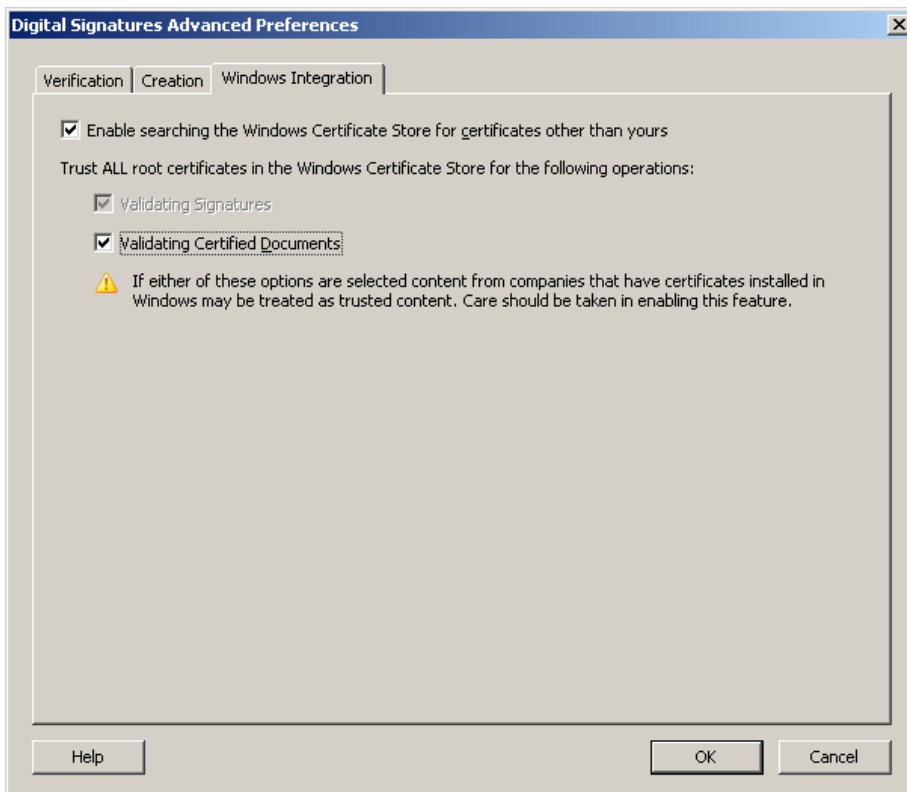 Digital Signatures Advanced Preferences
Verification Creation Windows Integration
Enable searching the Windows Certificate Store for certificates other than yours
Trust ALL root certificates in the Windows Certificate Store for the following operations:
Validating Signatures
Validating Certified Documents
If either of these options are selected content from companies that have certificates installed in
Windows may be treated as trusted content. Care should be taken in enabling this feature.
Help OK Cancel